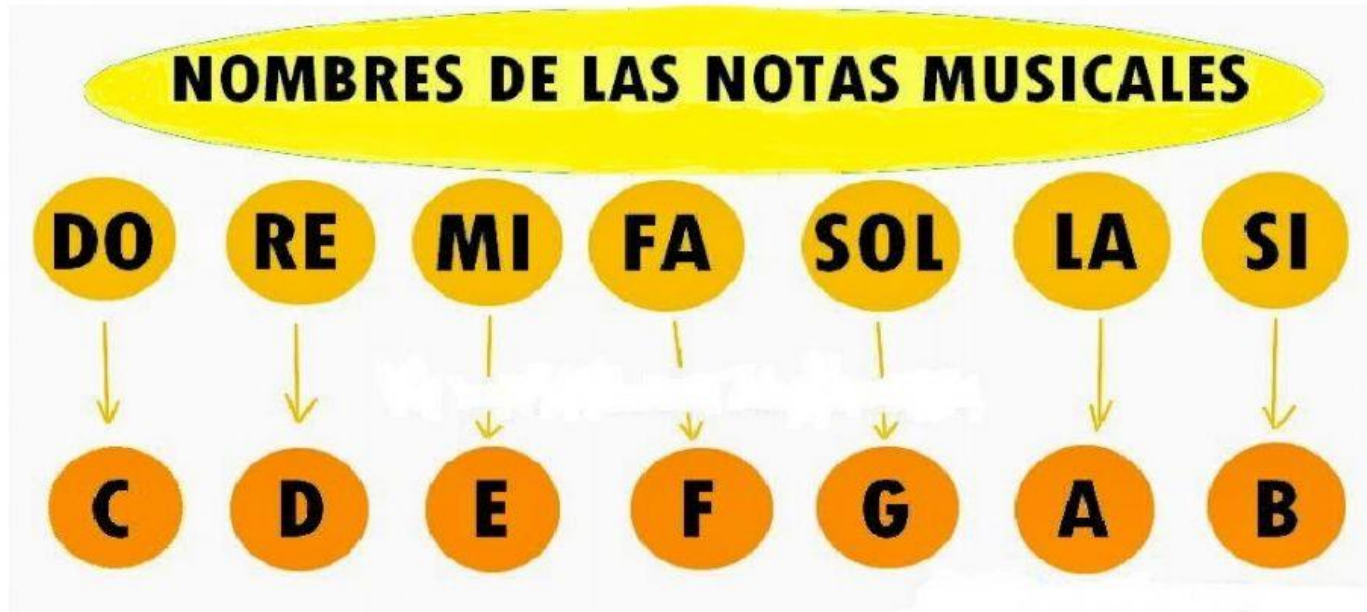 NOMBRES DE LAS NOTAS MUSICALES
DO RE MI FA SOL LA SI
C D E F G A B